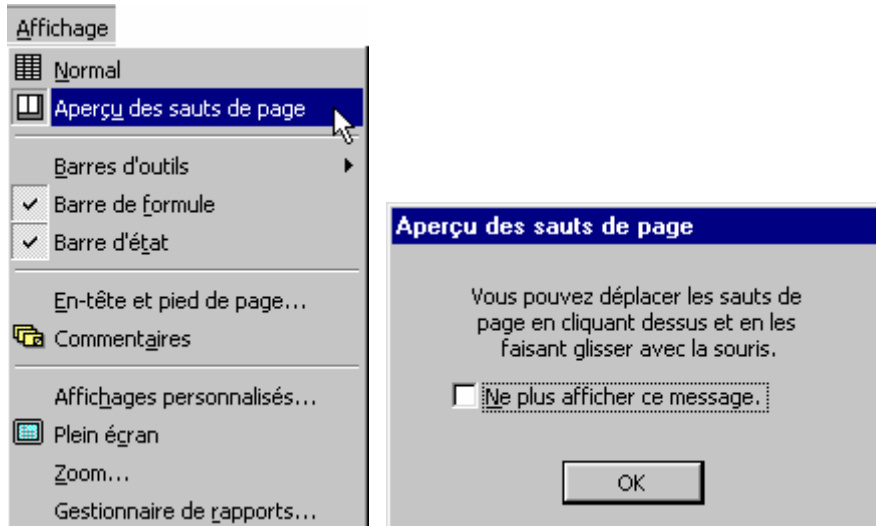 Affichage
Normal
Aperçu des sauts de page
Barres d'outils
Barre de formule
Barre d'état
En-tête et pied de page...
Commentaires
Affichages personnalisés...
Plein écran
Zoom...
Gestionnaire de rapports...
Aperçu des sauts de page
Vous pouvez déplacer les sauts de
page en cliquant dessus et en les
faisant glisser avec la souris.
Ne plus afficher ce message.
OK